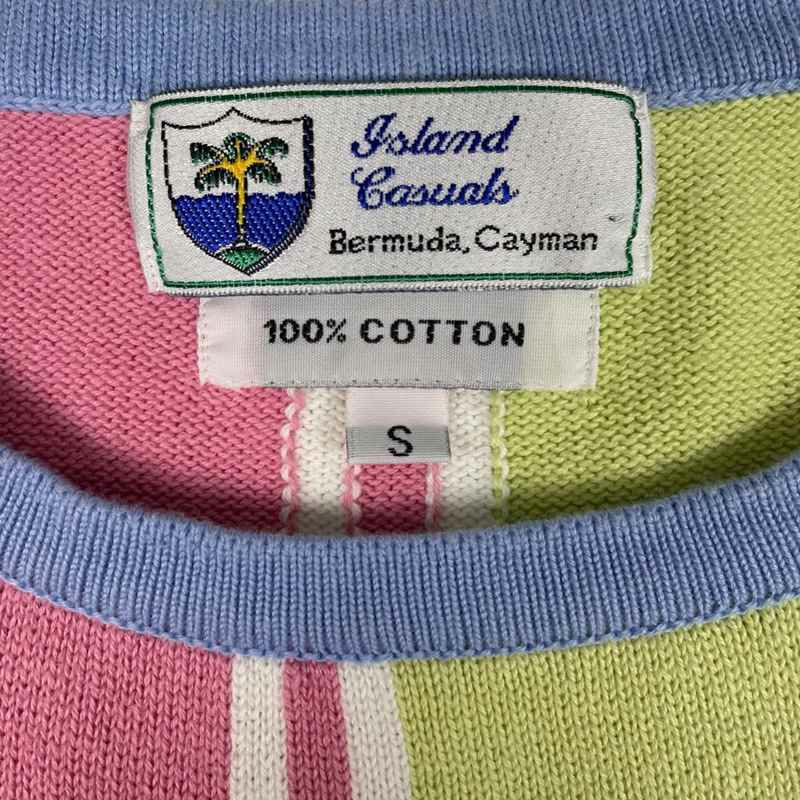 Island
Casuals
Bermuda, Cayman
100% COTTON
S